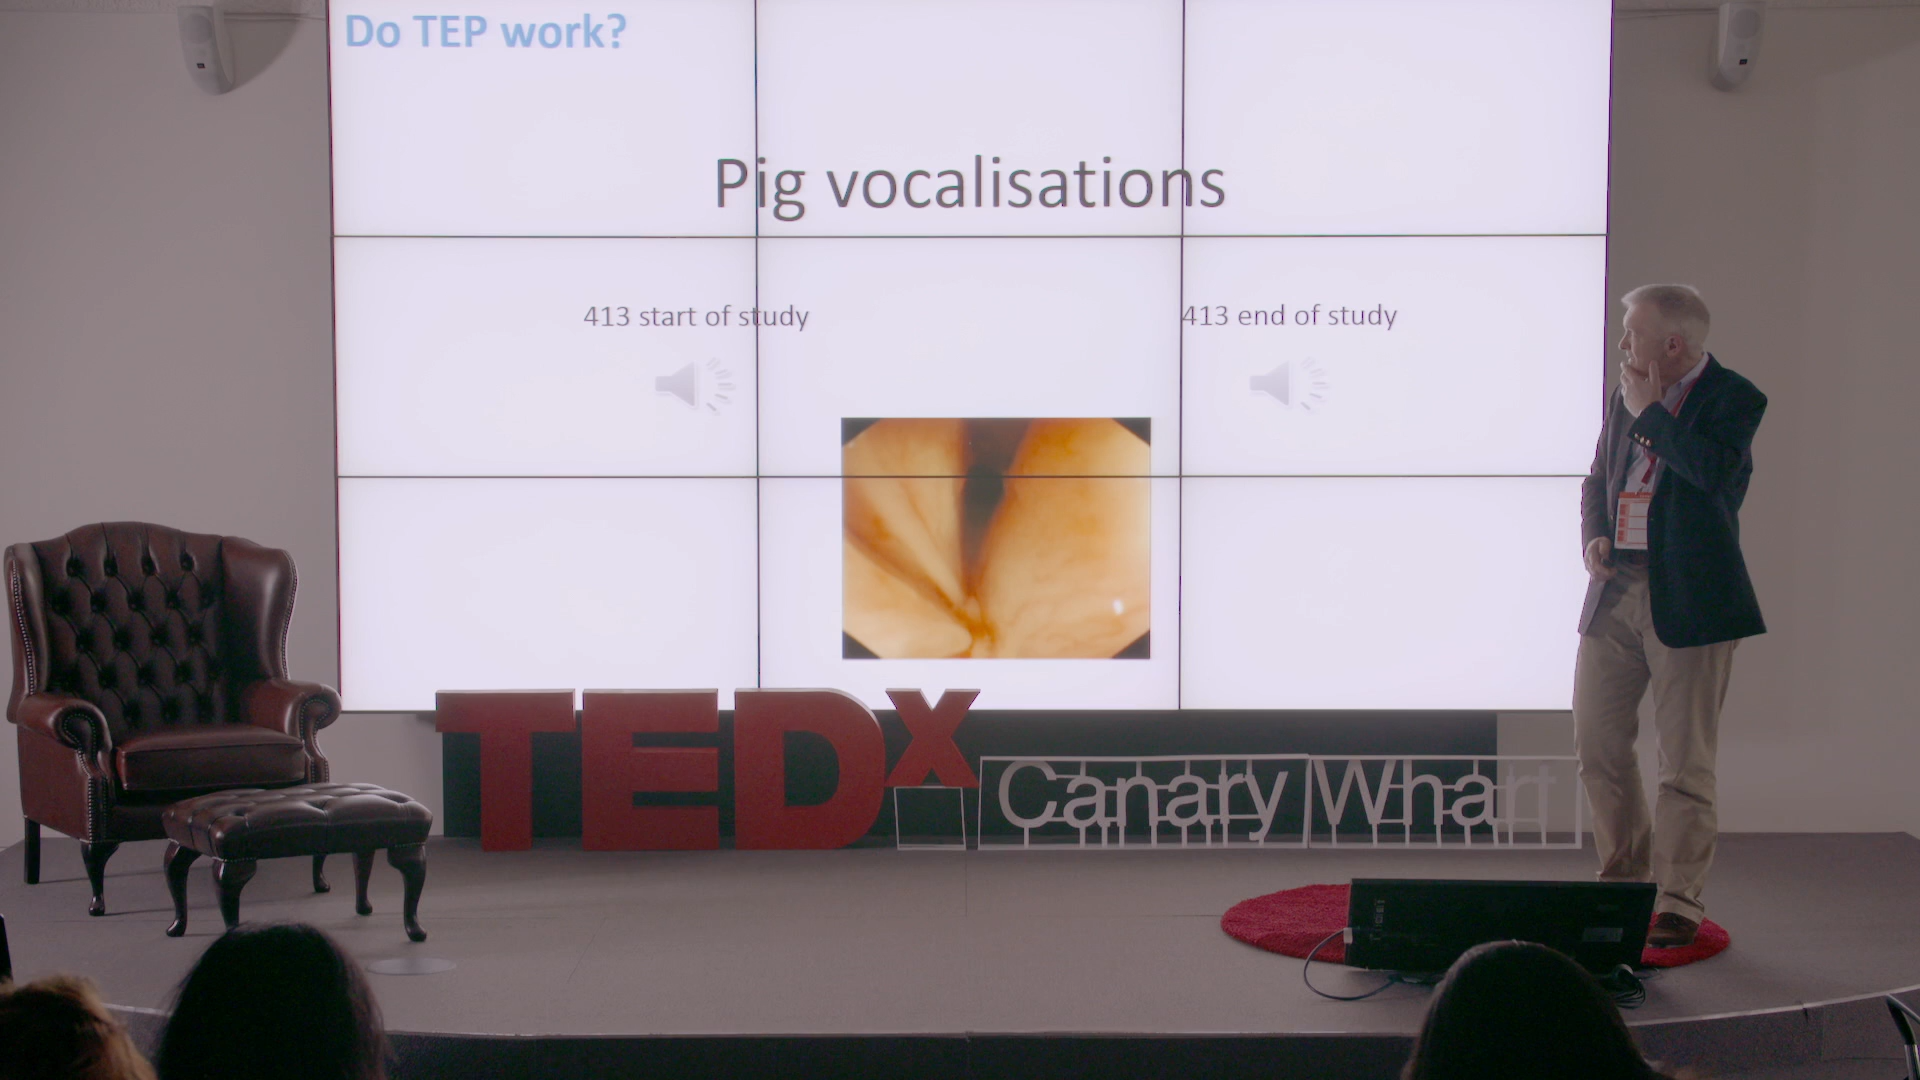 Do TEP work?
Pig vocalisations
413 start of study
413 end of study
TEDx
Canary Wharf